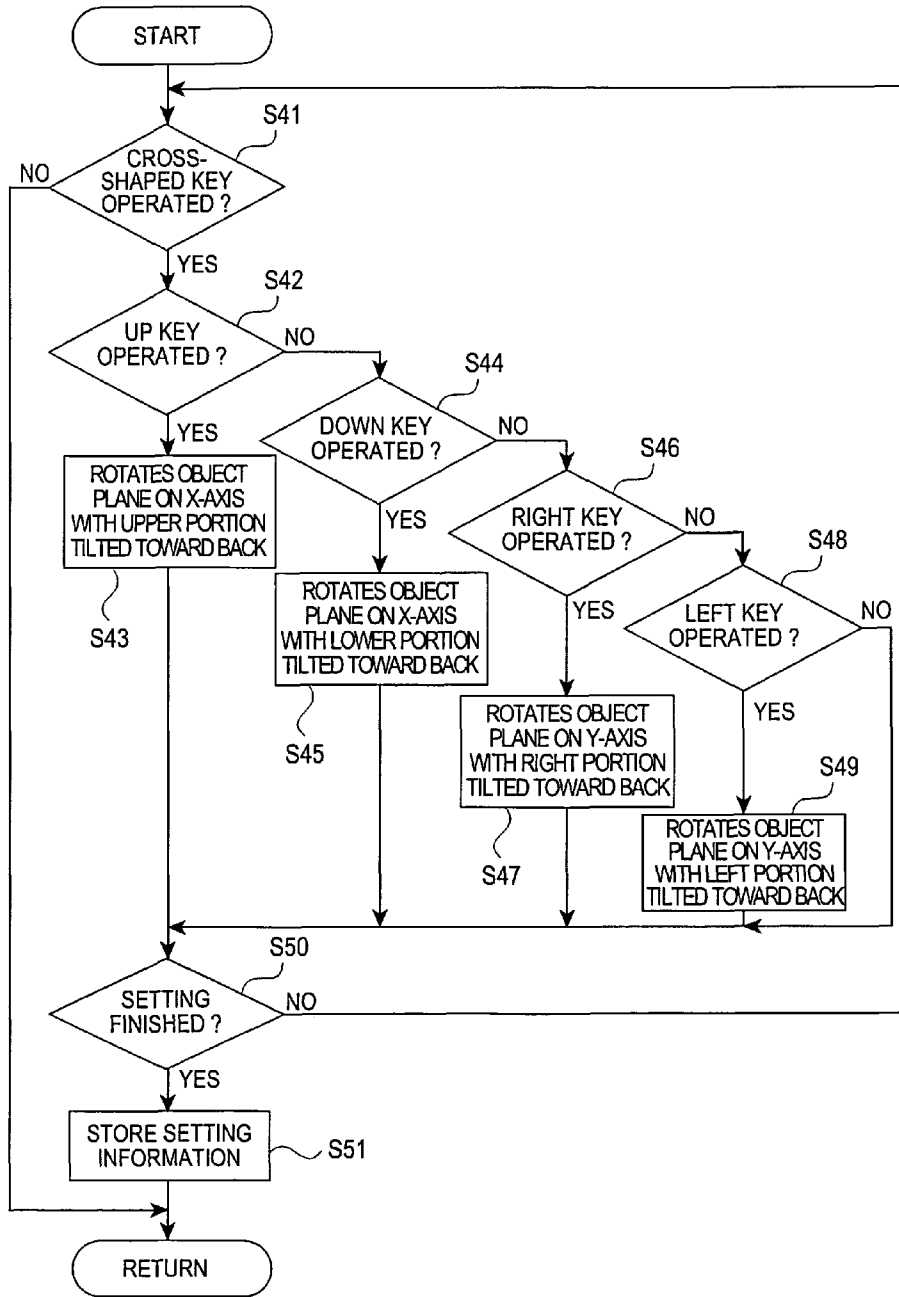 START
S41
CROSS-
SHAPED KEY
OPERATED ?
NO
YES
S42
UP KEY
OPERATED ?
NO
YES
S44
DOWN KEY
OPERATED ?
NO
YES
S46
RIGHT KEY
OPERATED ?
NO
YES
S48
LEFT KEY
OPERATED ?
NO
YES
ROTATES OBJECT
PLANE ON X-AXIS
WITH UPPER PORTION
TILTED TOWARD BACK
S43
ROTATES OBJECT
PLANE ON X-AXIS
WITH LOWER PORTION
TILTED TOWARD BACK
S45
ROTATES OBJECT
PLANE ON Y-AXIS
WITH RIGHT PORTION
TILTED TOWARD BACK
S47
S49
ROTATES OBJECT
PLANE ON Y-AXIS
WITH LEFT PORTION
TILTED TOWARD BACK
S50
SETTING
FINISHED ?
NO
YES
STORE SETTING
INFORMATION
S51
RETURN